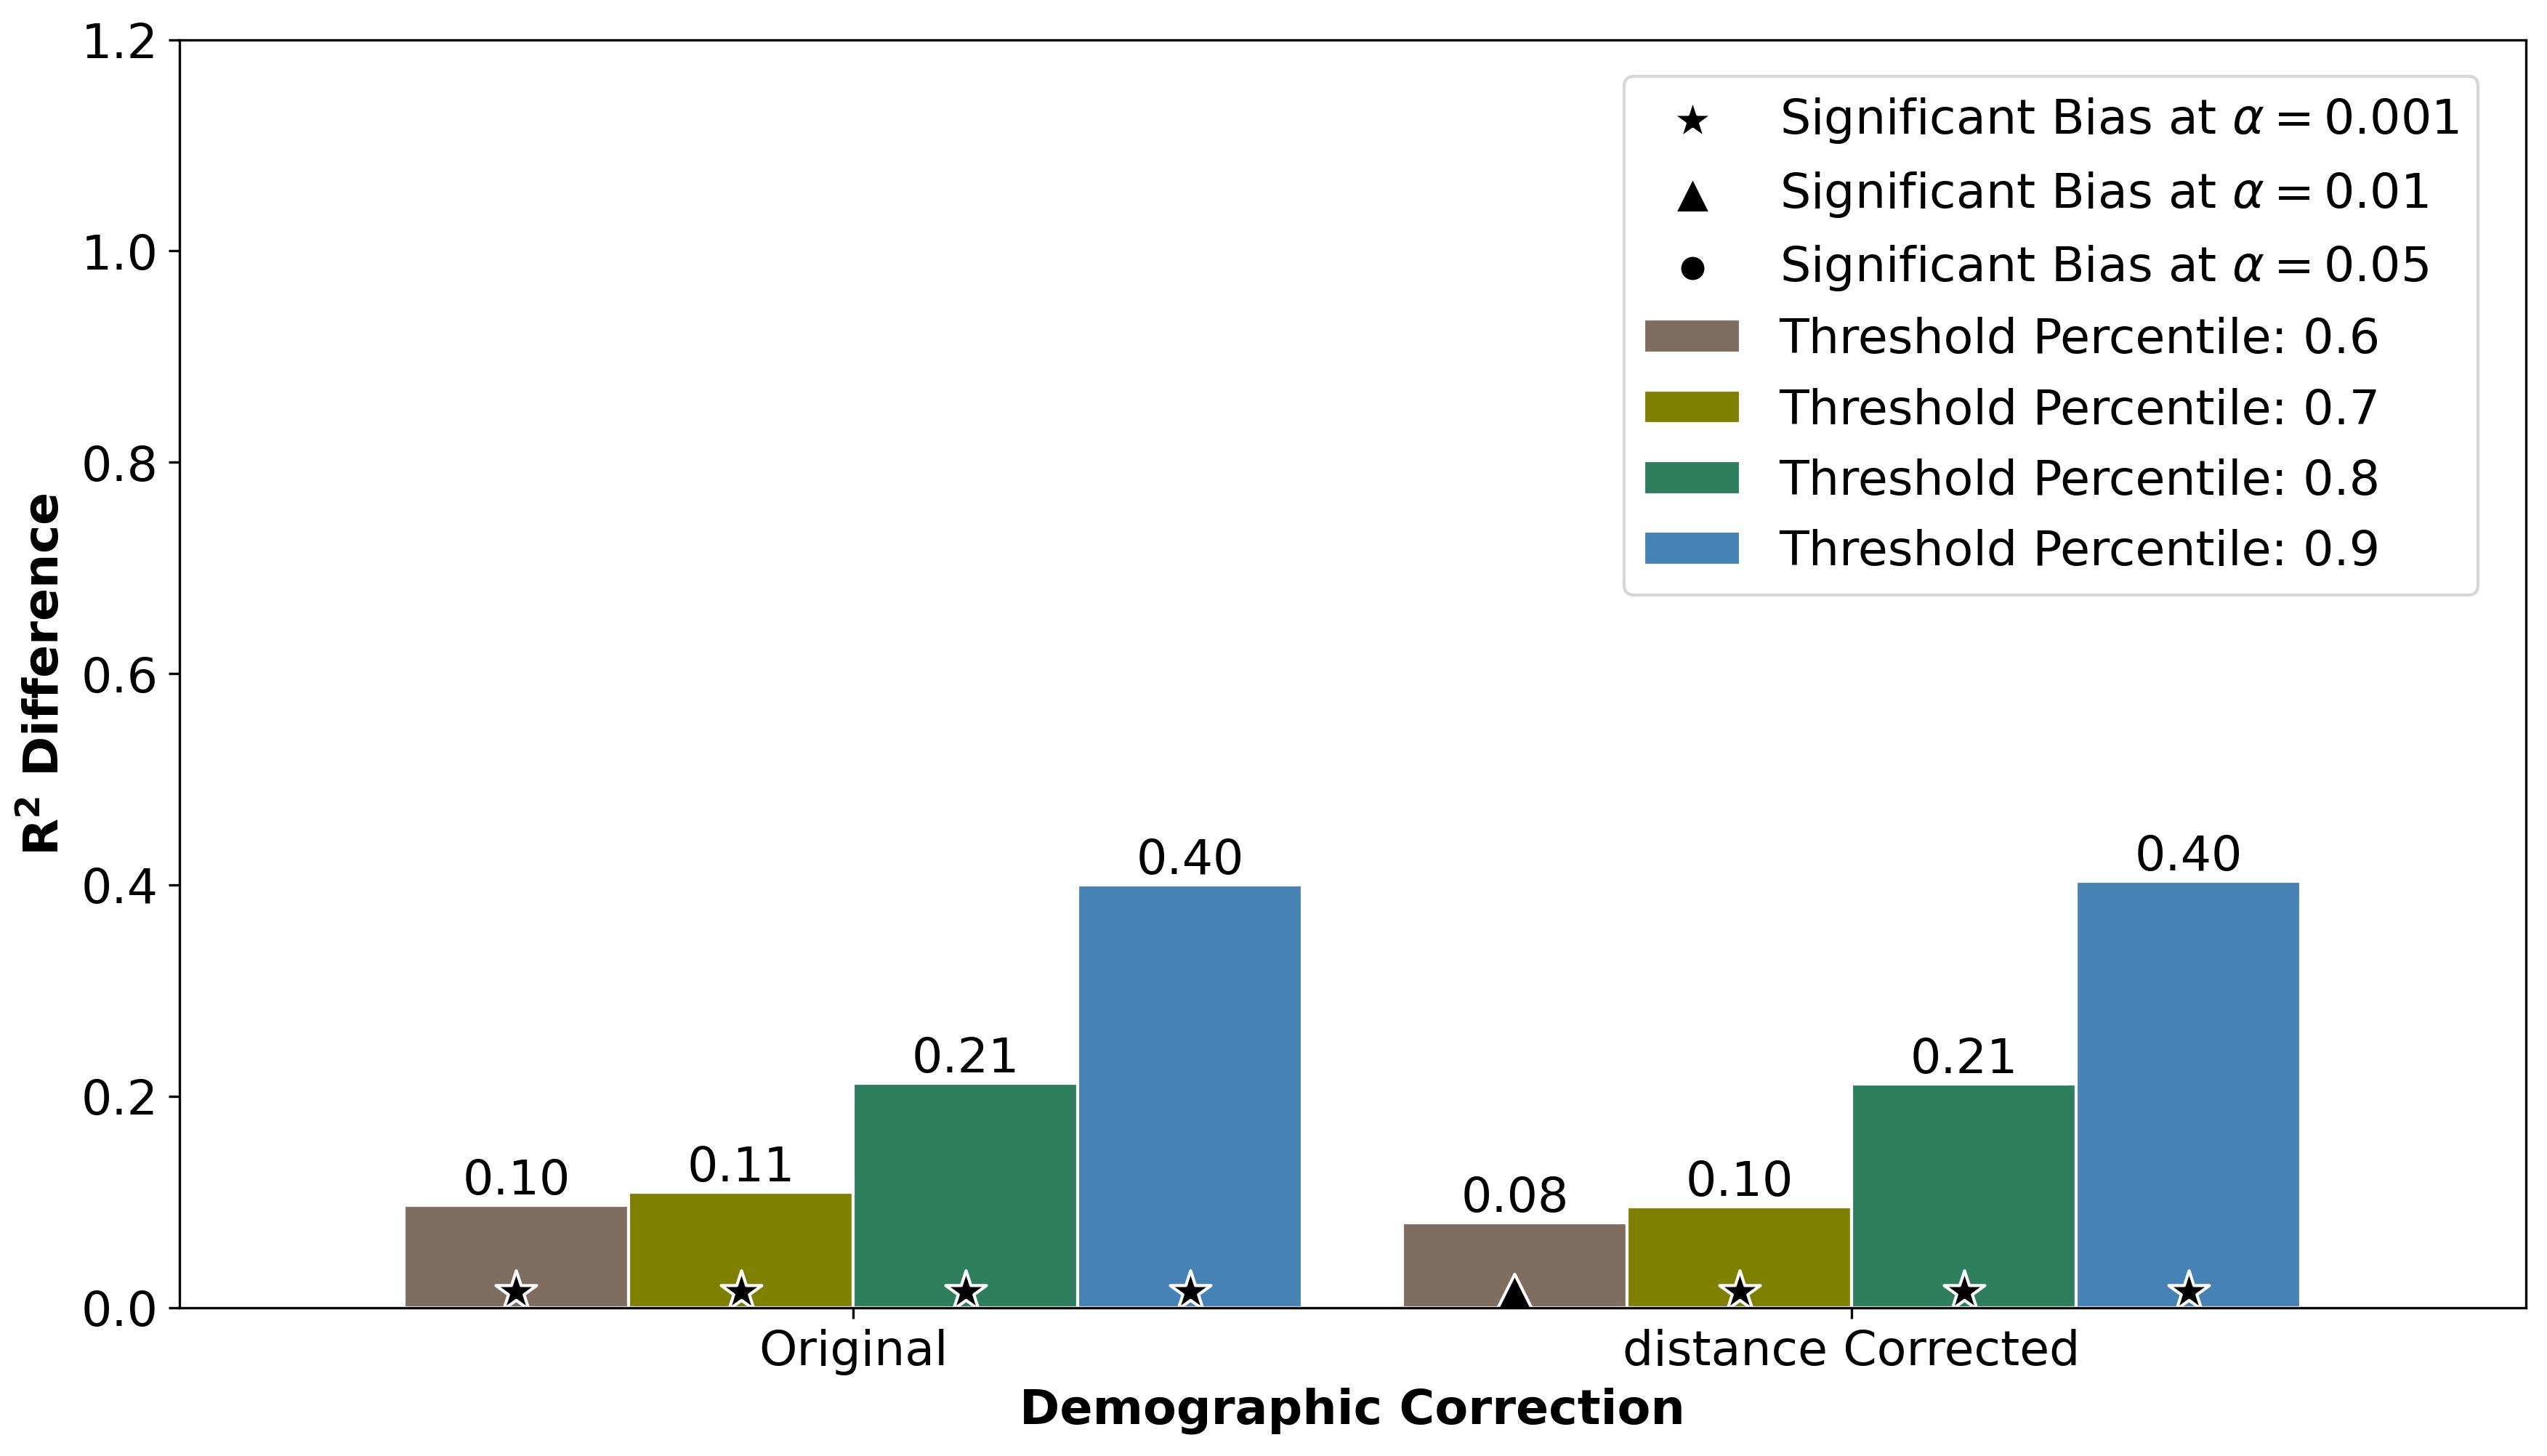 1.2
1.0
0.8
0.6
0.4
0.2
0.0
R² Difference
★ Significant Bias at α = 0.001
▲ Significant Bias at α = 0.01
● Significant Bias at α = 0.05
Threshold Percentile: 0.6
Threshold Percentile: 0.7
Threshold Percentile: 0.8
Threshold Percentile: 0.9
0.10
0.11
0.21
0.40
0.08
0.10
0.21
0.40
Original
distance Corrected
Demographic Correction